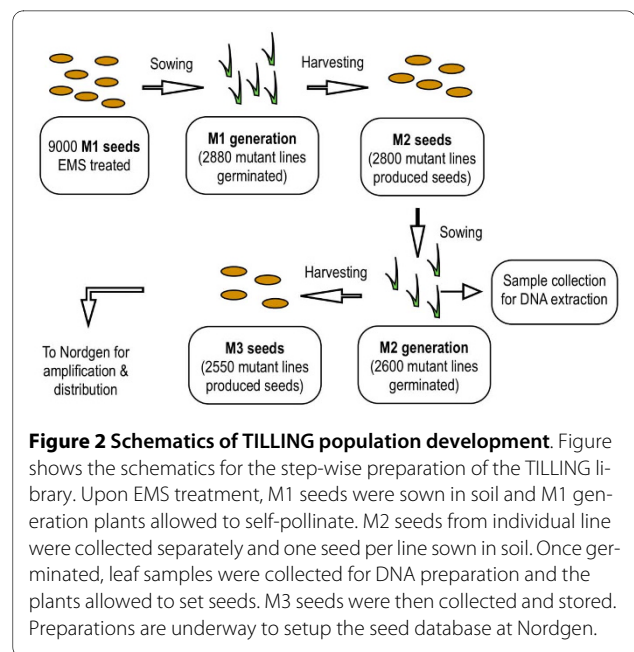 Sowing
Harvesting
9000 M1 seeds
EMS treated
M1 generation
(2880 mutant lines
germinated)
M2 seeds
(2800 mutant lines
produced seeds)
Sowing
Harvesting
Sample collection
for DNA extraction
To Nordgen for
amplification &
distribution
M3 seeds
(2550 mutant lines
produced seeds)
M2 generation
(2600 mutant lines
germinated)
Figure 2 Schematics of TILLING population development. Figure
shows the schematics for the step-wise preparation of the TILLING li-
brary. Upon EMS treatment, M1 seeds were sown in soil and M1 gen-
eration plants allowed to self-pollinate. M2 seeds from individual line
were collected separately and one seed per line sown in soil. Once ger-
minated, leaf samples were collected for DNA preparation and the
plants allowed to set seeds. M3 seeds were then collected and stored.
Preparations are underway to setup the seed database at Nordgen.